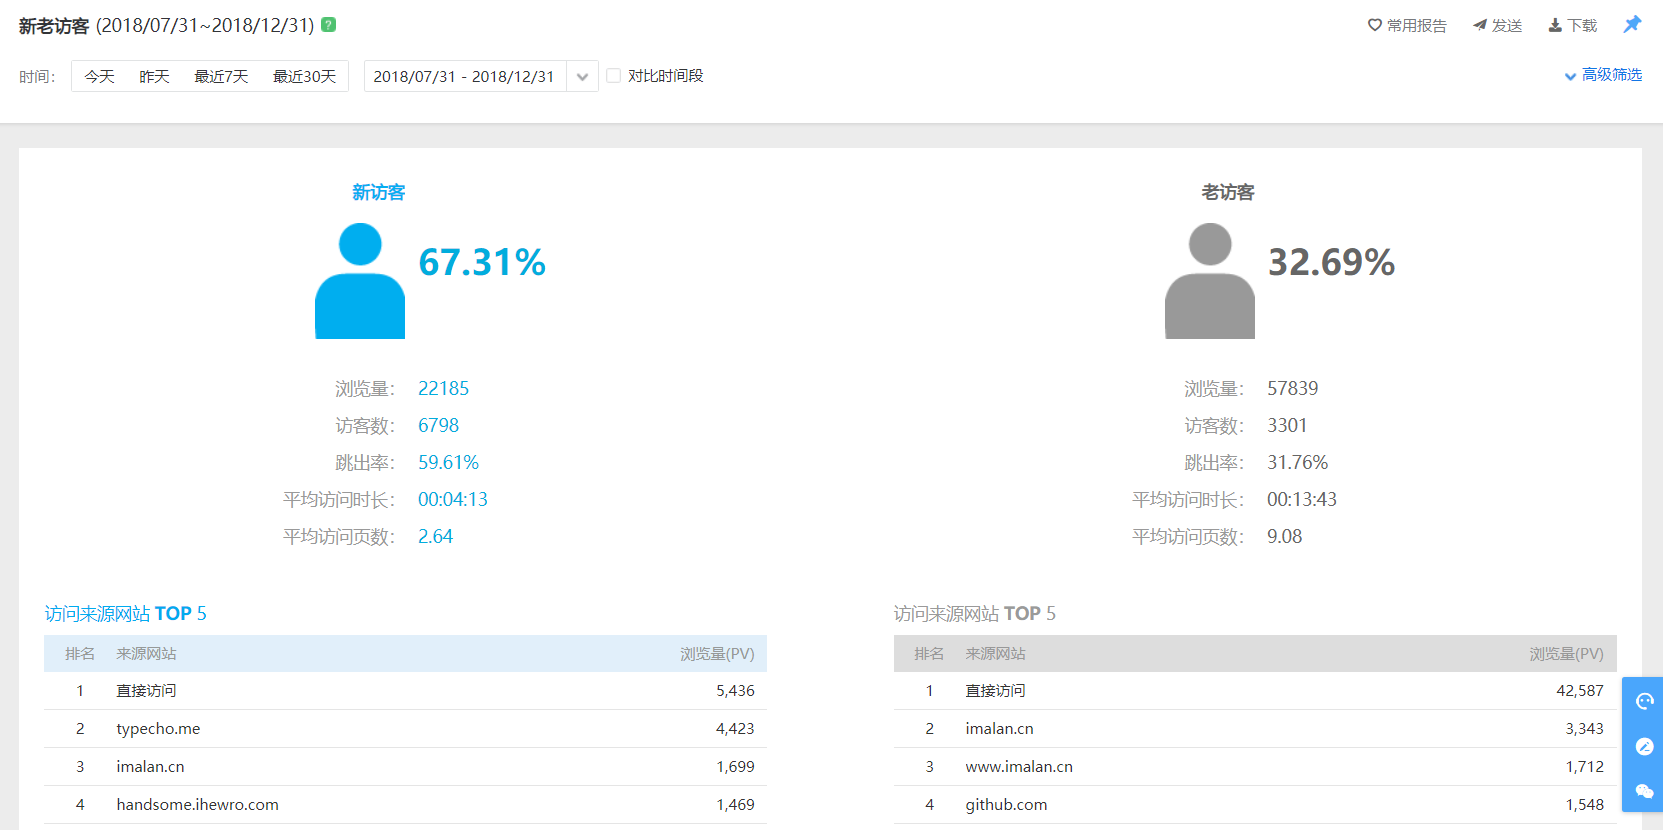 新老访客 (2018/07/31~2018/12/31) ?
常用报告 发送 下载
时间： 今天 昨天 最近7天 最近30天 2018/07/31 - 2018/12/31 对比时间段
高级筛选
新访客
67.31%
浏览量： 22185
访客数： 6798
跳出率： 59.61%
平均访问时长： 00:04:13
平均访问页数： 2.64
老访客
32.69%
浏览量： 57839
访客数： 3301
跳出率： 31.76%
平均访问时长： 00:13:43
平均访问页数： 9.08
访问来源网站 TOP 5
排名 来源网站 浏览量(PV)
1 直接访问 5,436
2 typecho.me 4,423
3 imalan.cn 1,699
4 handsome.ihewro.com 1,469
访问来源网站 TOP 5
排名 来源网站 浏览量(PV)
1 直接访问 42,587
2 imalan.cn 3,343
3 www.imalan.cn 1,712
4 github.com 1,548